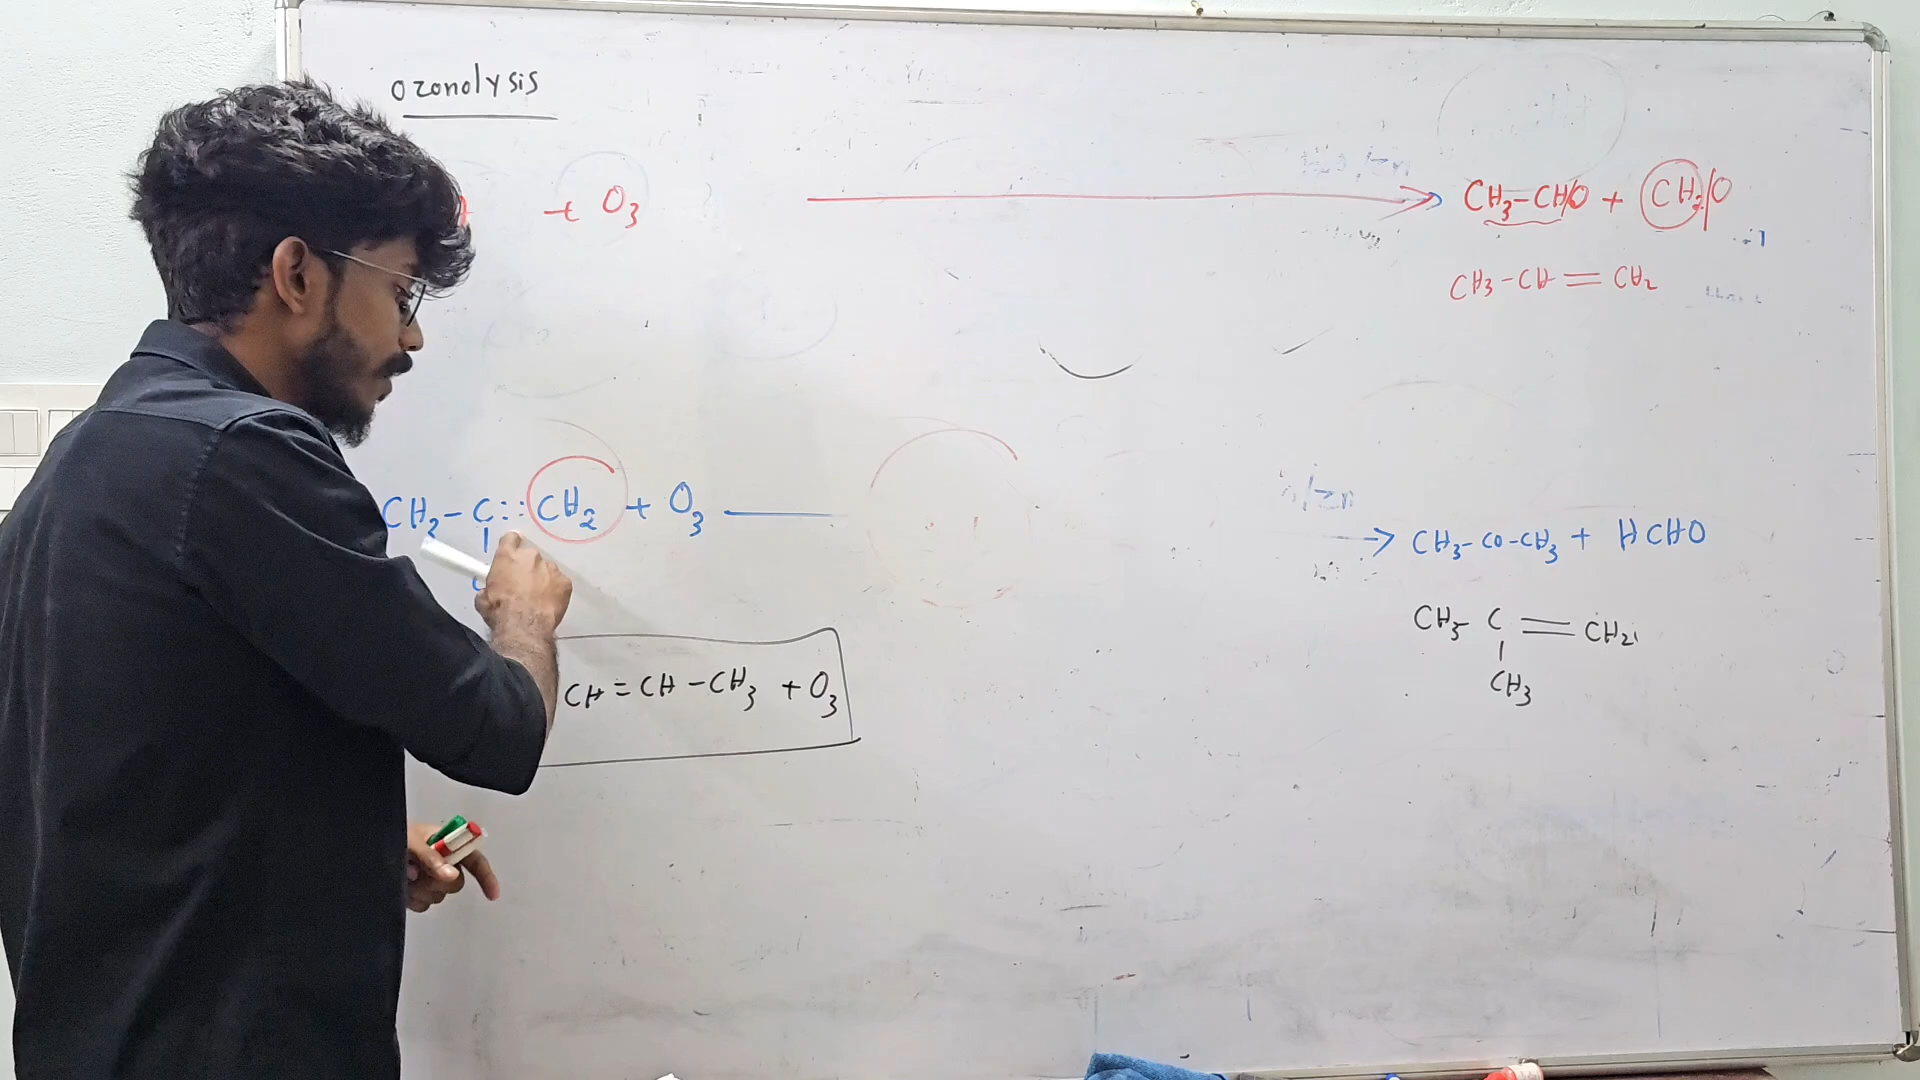 ozonolysis
+ O3 → CH3-CHO + CH2/O
CH3-CH=CH2
CH3-C::CH2 + O3 → CH3-CO-CH3 + HCHO
CH3-C=CH2
CH3
CH=CH-CH3 + O3